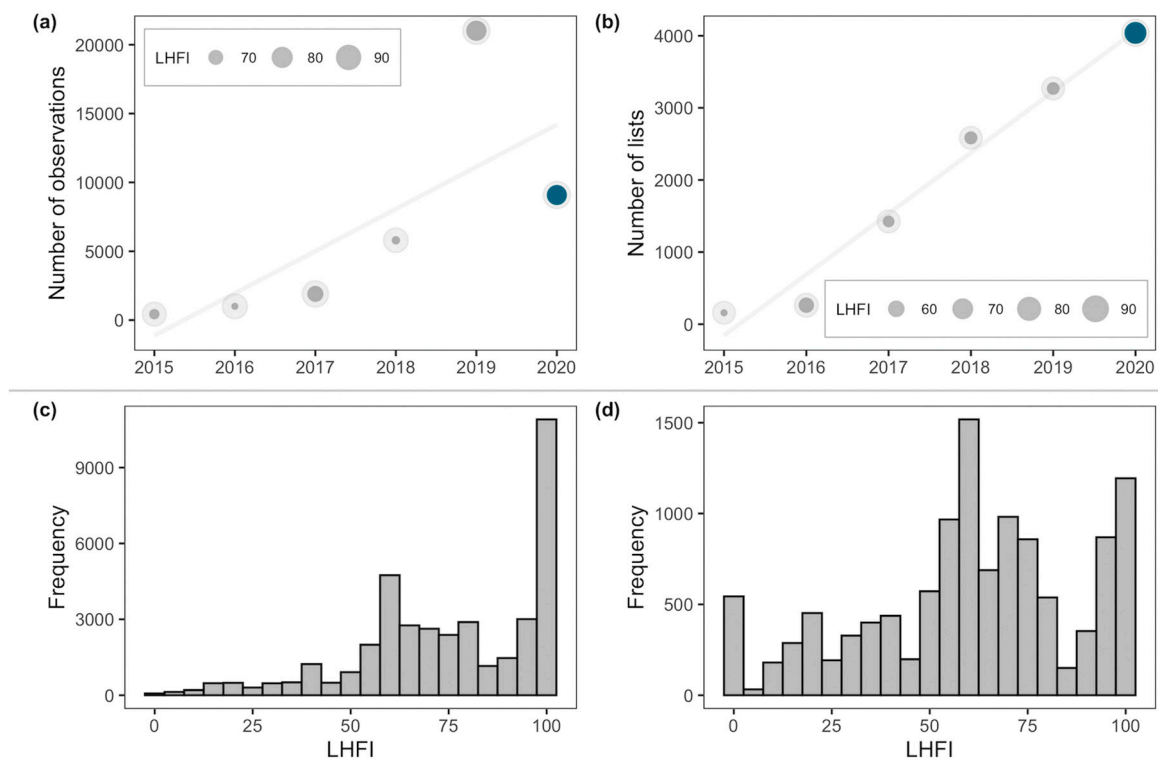 (a)
Number of observations
20000
15000
10000
5000
0
LHFI 70 80 90
2015 2016 2017 2018 2019 2020
(b)
Number of lists
4000
3000
2000
1000
0
LHFI 60 70 80 90
2015 2016 2017 2018 2019 2020
(c)
Frequency
9000
6000
3000
0
0 25 50 75 100
LHFI
(d)
Frequency
1500
1000
500
0
0 25 50 75 100
LHFI